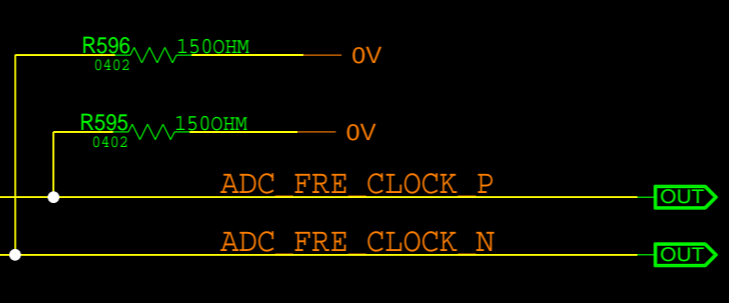 R596 150OHM
0402 0V
R595 150OHM
0402 0V
ADC_FRE_CLOCK_P OUT
ADC_FRE_CLOCK_N OUT